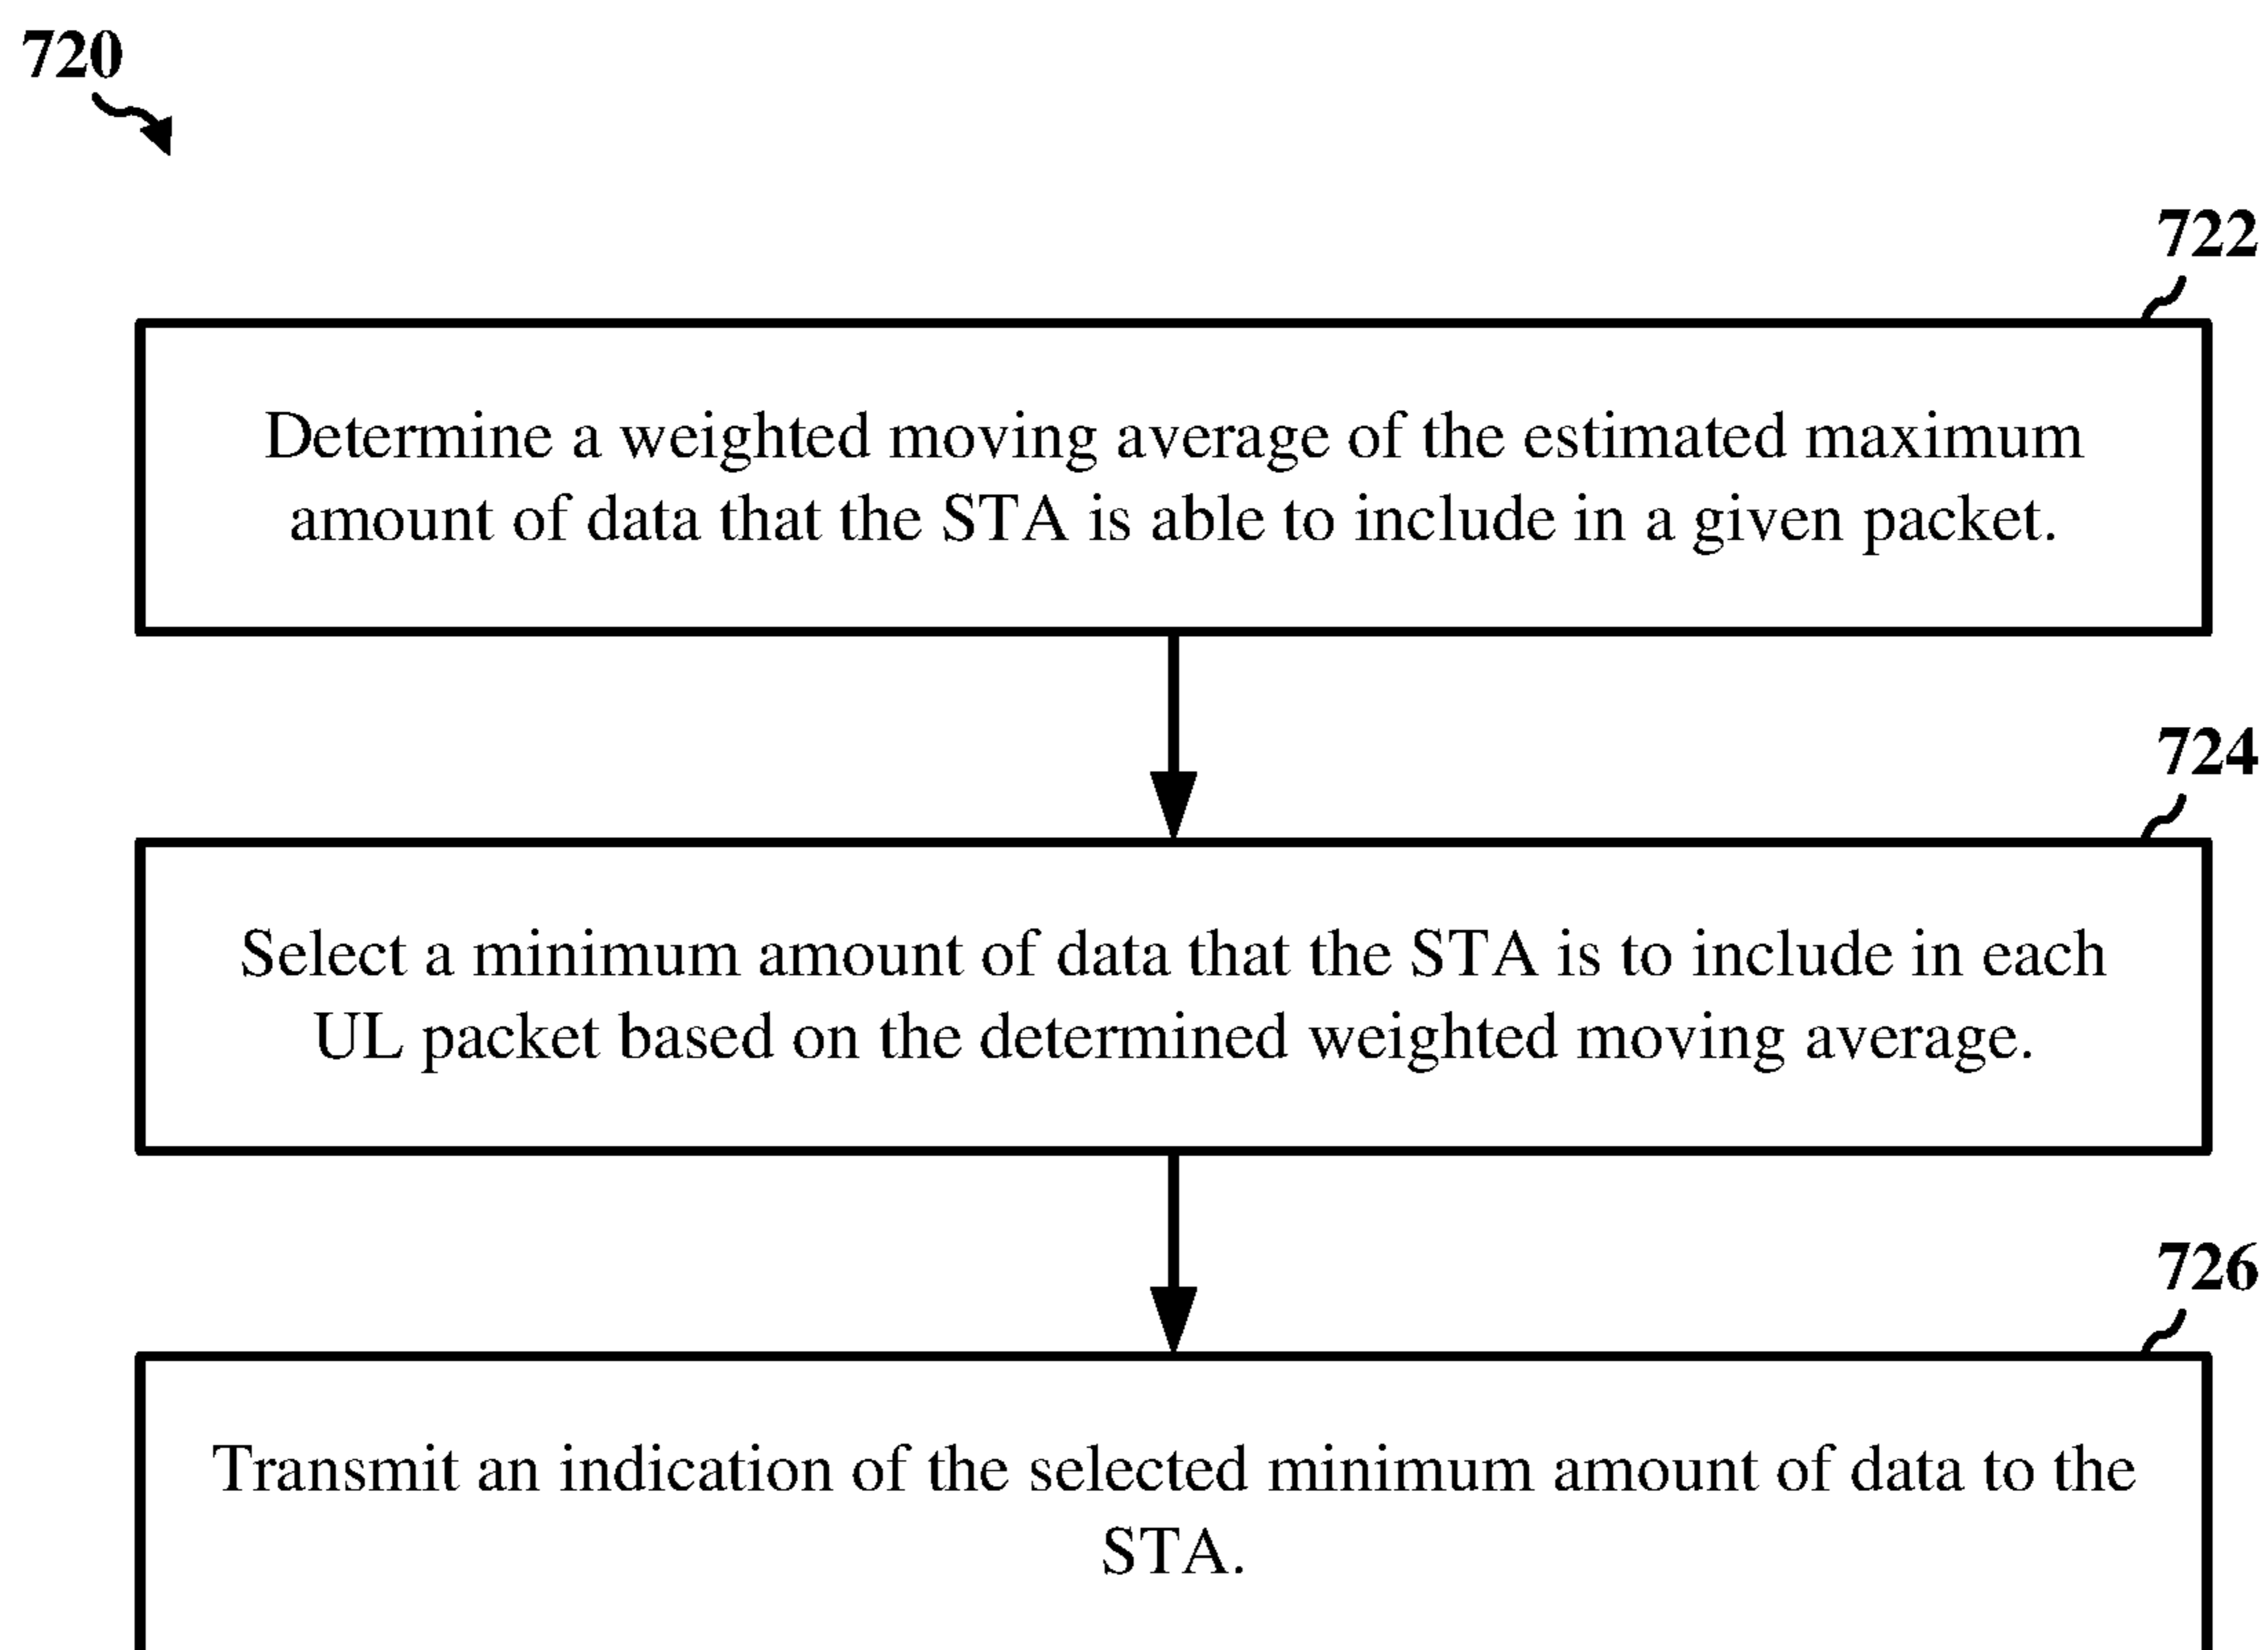 720
722
Determine a weighted moving average of the estimated maximum
amount of data that the STA is able to include in a given packet.
724
Select a minimum amount of data that the STA is to include in each
UL packet based on the determined weighted moving average.
726
Transmit an indication of the selected minimum amount of data to the
STA.